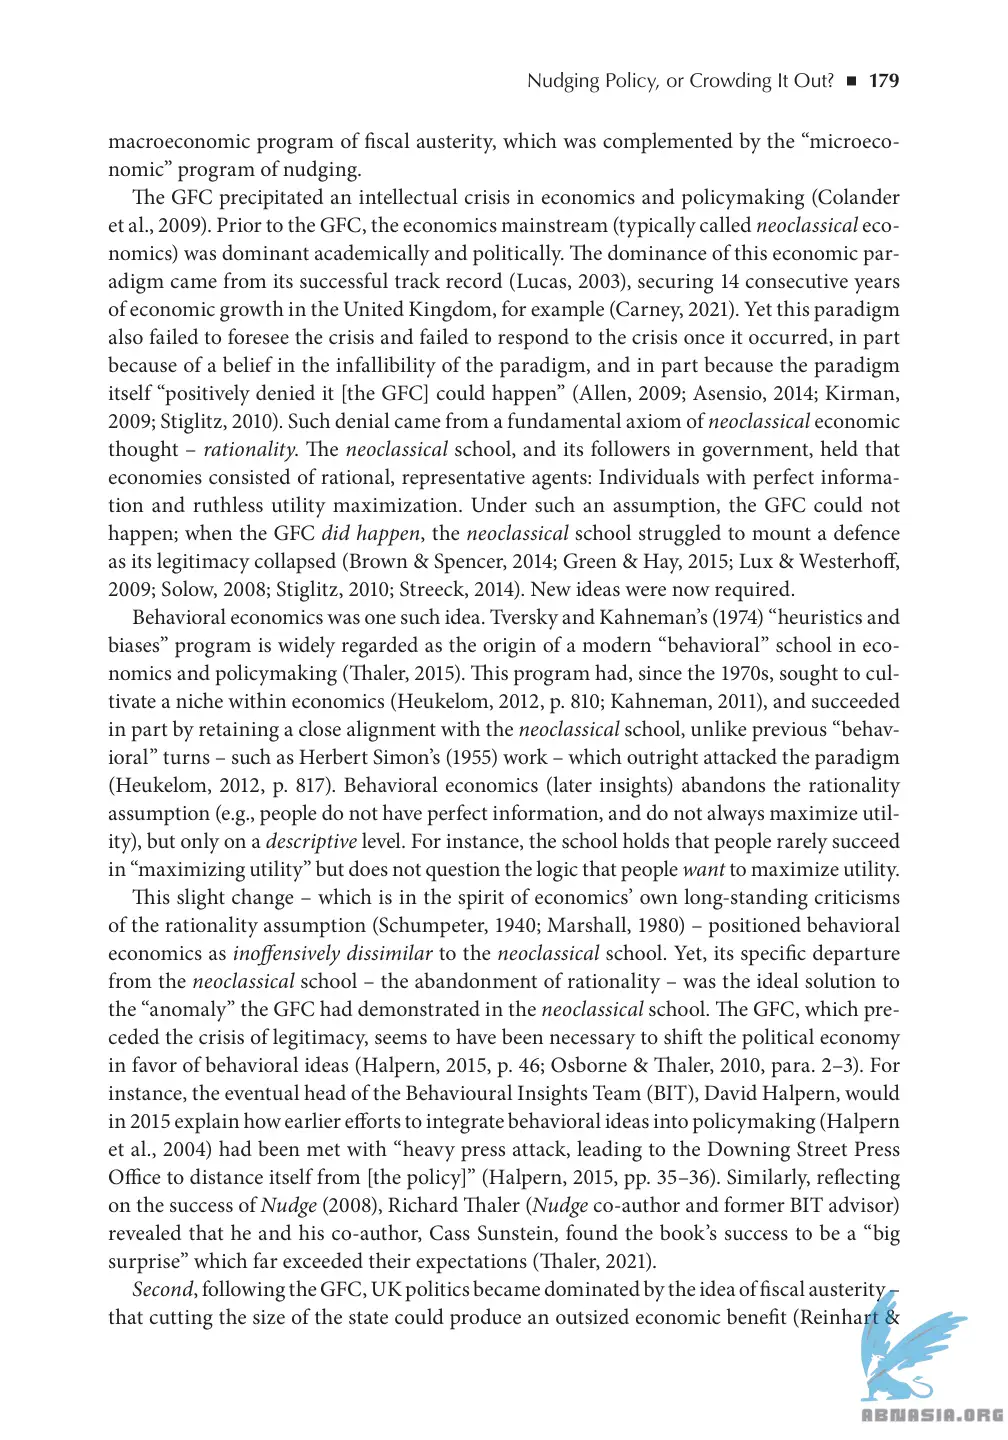 Nudging Policy, or Crowding It Out? ■ 179
macroeconomic program of fiscal austerity, which was complemented by the “microeco-
nomic” program of nudging.
The GFC precipitated an intellectual crisis in economics and policymaking (Colander
et al., 2009). Prior to the GFC, the economics mainstream (typically called neoclassical eco-
nomics) was dominant academically and politically. The dominance of this economic par-
adigm came from its successful track record (Lucas, 2003), securing 14 consecutive years
of economic growth in the United Kingdom, for example (Carney, 2021). Yet this paradigm
also failed to foresee the crisis and failed to respond to the crisis once it occurred, in part
because of a belief in the infallibility of the paradigm, and in part because the paradigm
itself “positively denied it [the GFC] could happen” (Allen, 2009; Asensio, 2014; Kirman,
2009; Stiglitz, 2010). Such denial came from a fundamental axiom of neoclassical economic
thought – rationality. The neoclassical school, and its followers in government, held that
economies consisted of rational, representative agents: Individuals with perfect informa-
tion and ruthless utility maximization. Under such an assumption, the GFC could not
happen; when the GFC did happen, the neoclassical school struggled to mount a defence
as its legitimacy collapsed (Brown & Spencer, 2014; Green & Hay, 2015; Lux & Westerhoff,
2009; Solow, 2008; Stiglitz, 2010; Streeck, 2014). New ideas were now required.
Behavioral economics was one such idea. Tversky and Kahneman’s (1974) “heuristics and
biases” program is widely regarded as the origin of a modern “behavioral” school in eco-
nomics and policymaking (Thaler, 2015). This program had, since the 1970s, sought to cul-
tivate a niche within economics (Heukelom, 2012, p. 810; Kahneman, 2011), and succeeded
in part by retaining a close alignment with the neoclassical school, unlike previous “behav-
ioral” turns – such as Herbert Simon’s (1955) work – which outright attacked the paradigm
(Heukelom, 2012, p. 817). Behavioral economics (later insights) abandons the rationality
assumption (e.g., people do not have perfect information, and do not always maximize util-
ity), but only on a descriptive level. For instance, the school holds that people rarely succeed
in “maximizing utility” but does not question the logic that people want to maximize utility.
This slight change – which is in the spirit of economics’ own long-standing criticisms
of the rationality assumption (Schumpeter, 1940; Marshall, 1980) – positioned behavioral
economics as inoffensively dissimilar to the neoclassical school. Yet, its specific departure
from the neoclassical school – the abandonment of rationality – was the ideal solution to
the “anomaly” the GFC had demonstrated in the neoclassical school. The GFC, which pre-
ceded the crisis of legitimacy, seems to have been necessary to shift the political economy
in favor of behavioral ideas (Halpern, 2015, p. 46; Osborne & Thaler, 2010, para. 2–3). For
instance, the eventual head of the Behavioural Insights Team (BIT), David Halpern, would
in 2015 explain how earlier efforts to integrate behavioral ideas into policymaking (Halpern
et al., 2004) had been met with “heavy press attack, leading to the Downing Street Press
Office to distance itself from [the policy]” (Halpern, 2015, pp. 35–36). Similarly, reflecting
on the success of Nudge (2008), Richard Thaler (Nudge co-author and former BIT advisor)
revealed that he and his co-author, Cass Sunstein, found the book’s success to be a “big
surprise” which far exceeded their expectations (Thaler, 2021).
Second, following the GFC, UK politics became dominated by the idea of fiscal austerity –
that cutting the size of the state could produce an outsized economic benefit (Reinhart &
ABNASIA.ORG